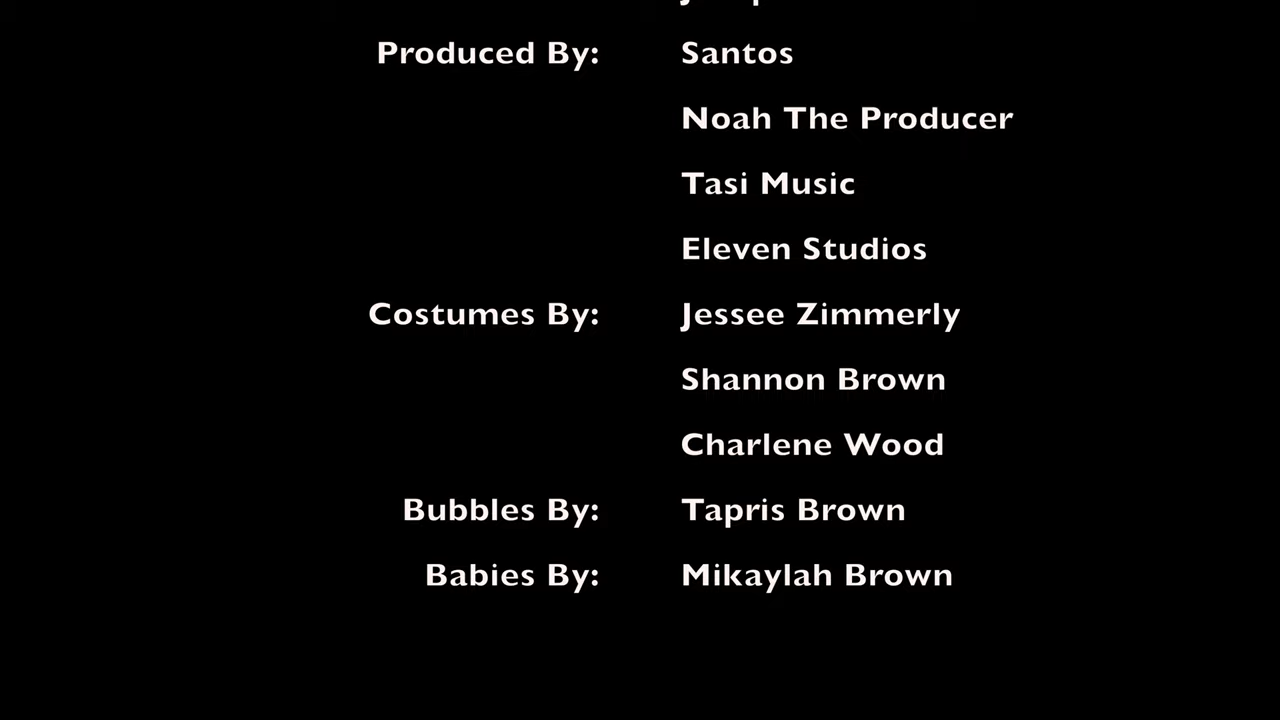 Produced By: Santos
Noah The Producer
Tasi Music
Eleven Studios
Costumes By: Jessee Zimmerly
Shannon Brown
Charlene Wood
Bubbles By: Tapris Brown
Babies By: Mikaylah Brown